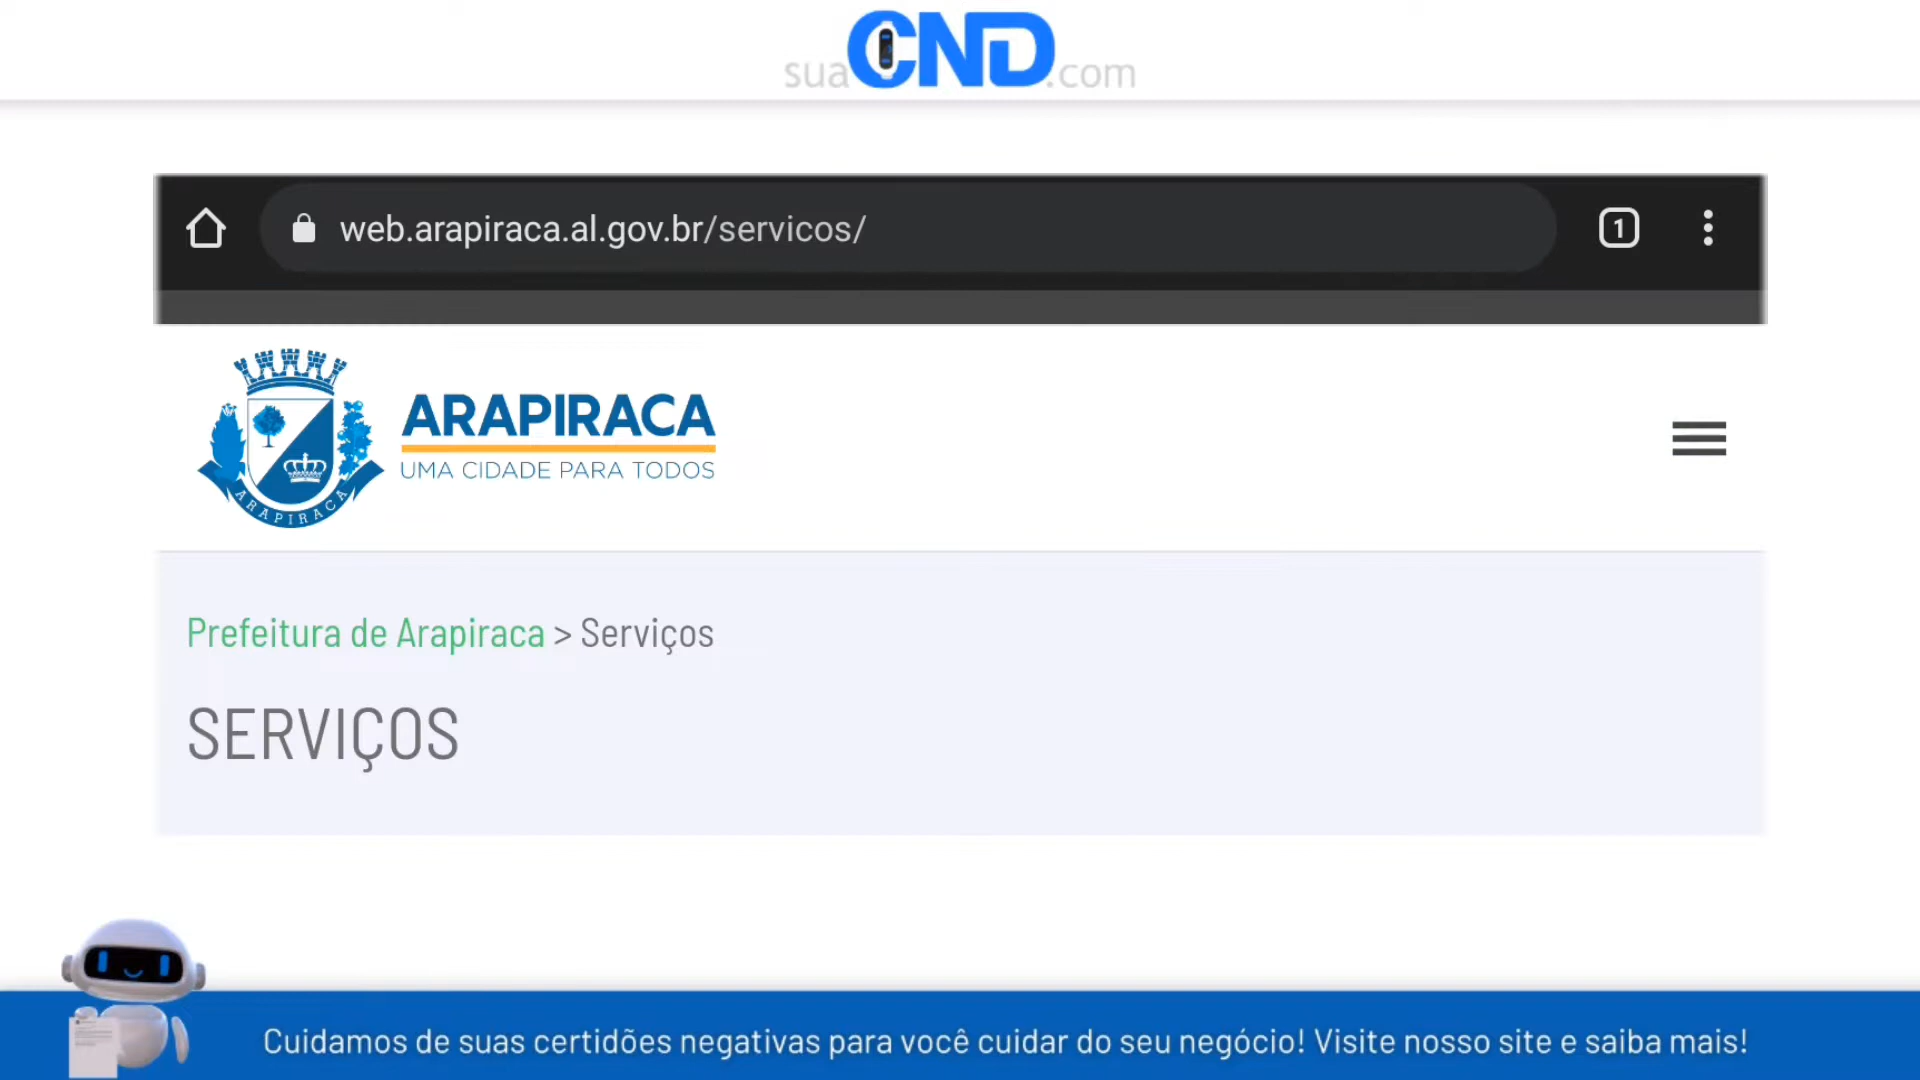 suaCND.com
web.arapiraca.al.gov.br/servicos/
1
ARAPIRACA
UMA CIDADE PARA TODOS
ARAPIRACA
Prefeitura de Arapiraca > Serviços
SERVIÇOS
Cuidamos de suas certidões negativas para você cuidar do seu negócio! Visite nosso site e saiba mais!